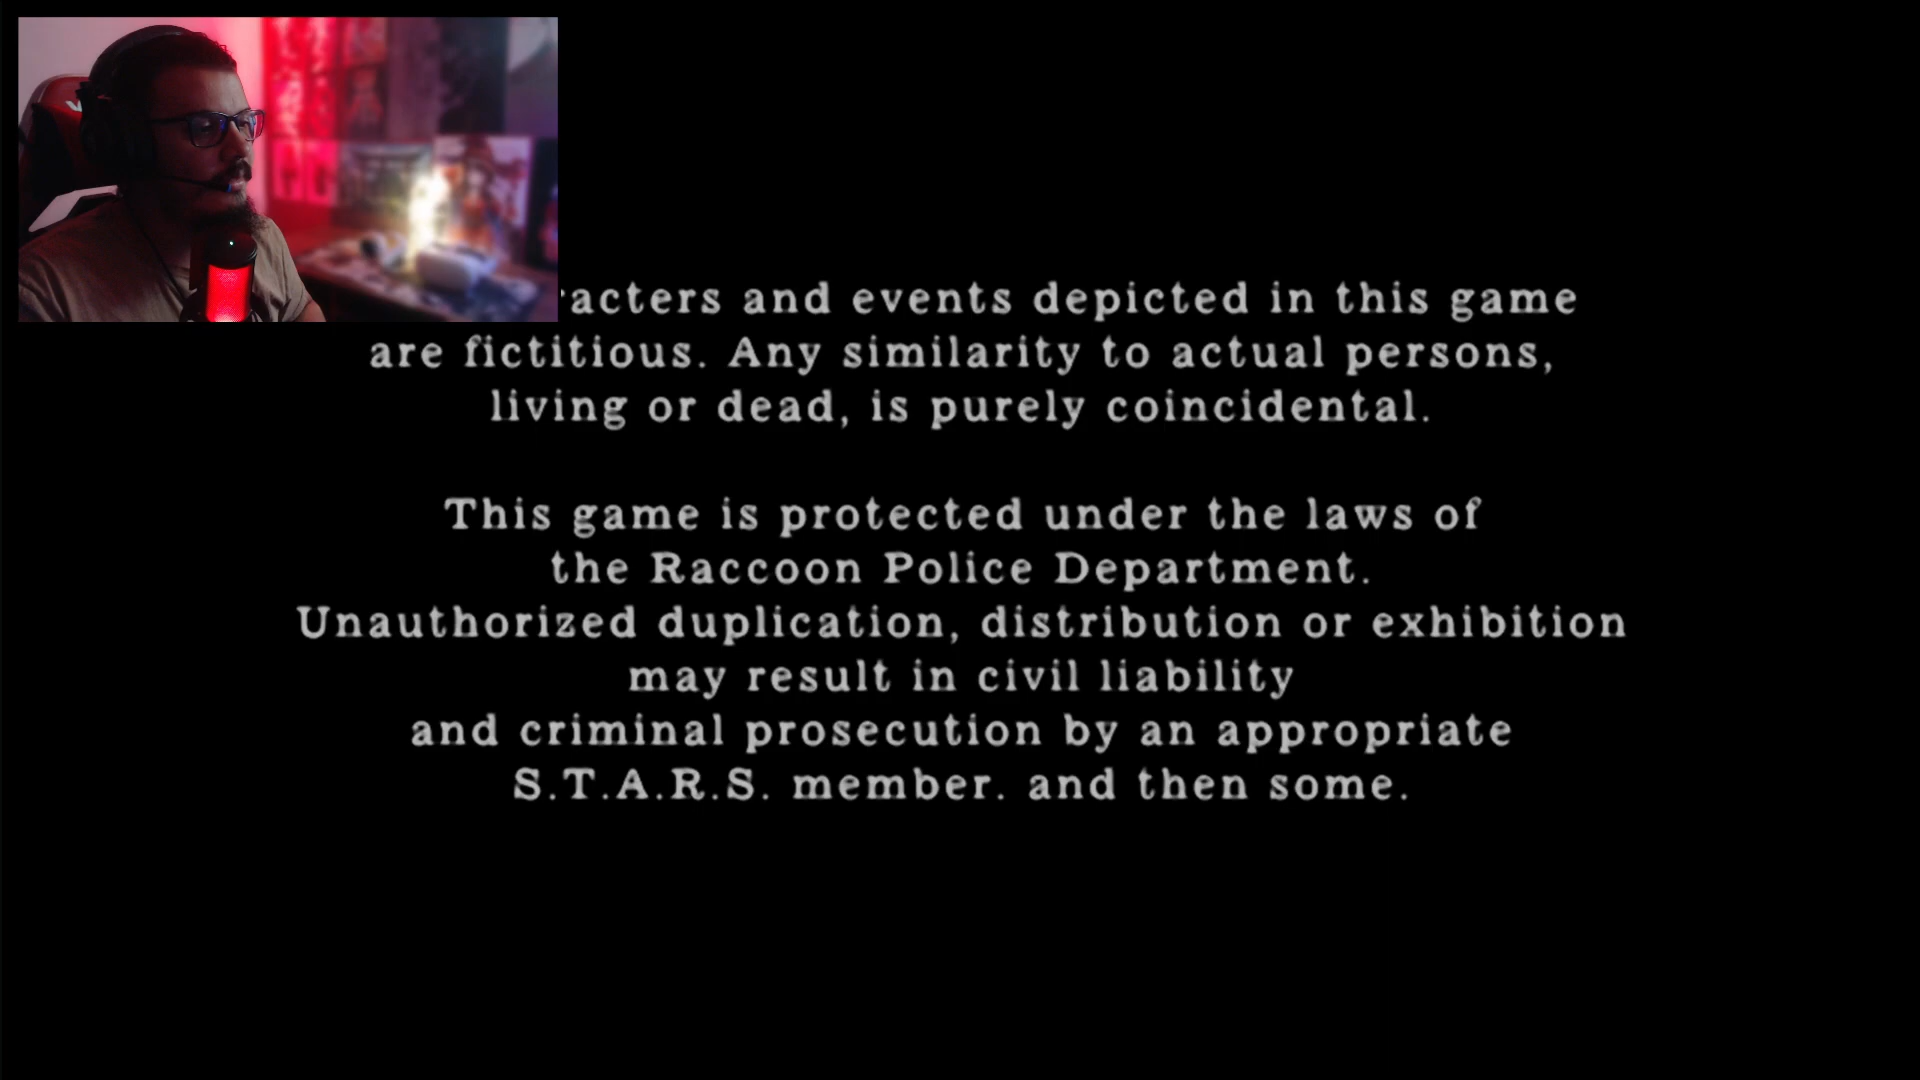 and events depicted in this game
are fictitious. Any similarity to actual persons,
living or dead, is purely coincidental.
This game is protected under the laws of
the Raccoon Police Department.
Unauthorized duplication, distribution or exhibition
may result in civil liability
and criminal prosecution by an appropriate
S.T.A.R.S. member. and then some.